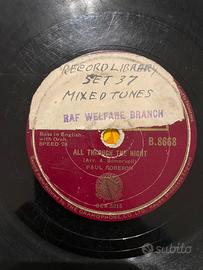 RECORD LIBRARY
SET 37
MIXED TUNES
RAF WELFARE BRANCH
Bass in English
with Orch.
SPEED 78
B.8668
ALL THROUGH THE NIGHT
(Arr. A. Somervell)
PAUL ROBESON
Subito